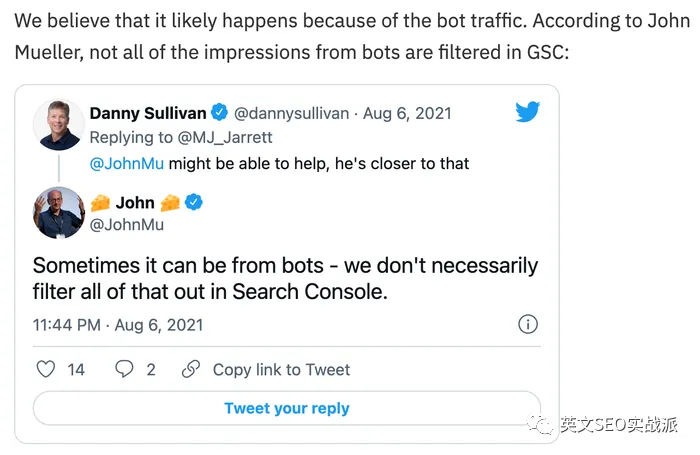 We believe that it likely happens because of the bot traffic. According to John
Mueller, not all of the impressions from bots are filtered in GSC:
Danny Sullivan @dannysullivan · Aug 6, 2021
Replying to @MJ_Jarrett
@JohnMu might be able to help, he's closer to that
🧀 John 🧀
@JohnMu
Sometimes it can be from bots - we don't necessarily
filter all of that out in Search Console.
11:44 PM · Aug 6, 2021
14 2 Copy link to Tweet
Tweet your reply
英文SEO实战派